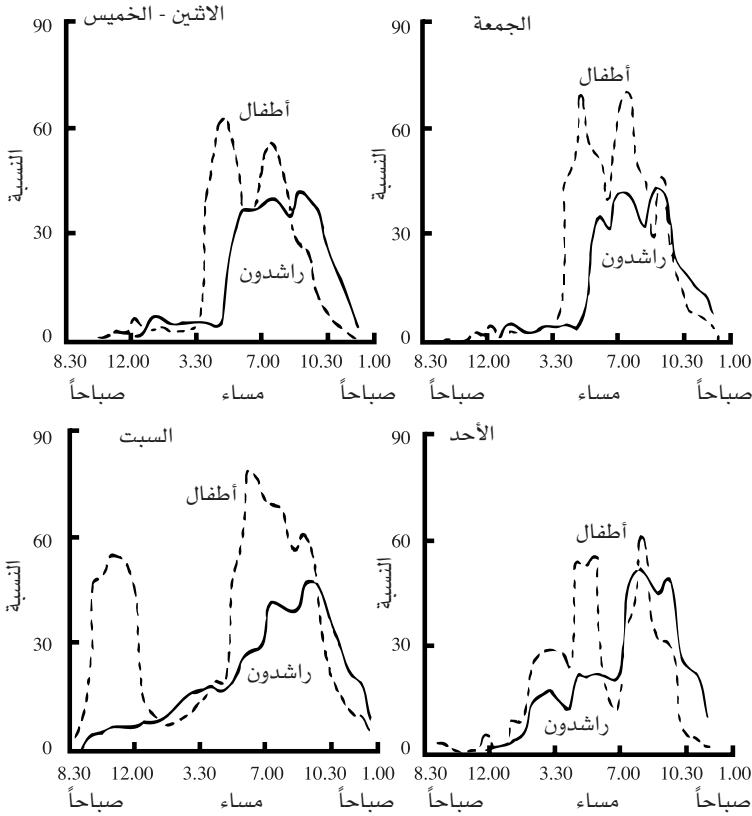 الاثنين - الخميس
90
60
30
0
النسبة
أطفال
راشدون
8.30 12.00 3.30 7.00 10.30 1.00
صباحاً مساء صباحاً
الجمعة
90
60
30
0
النسبة
أطفال
راشدون
8.30 12.00 3.30 7.00 10.30 1.00
صباحاً مساء صباحاً
السبت
90
60
30
0
النسبة
أطفال
راشدون
8.30 12.00 3.30 7.00 10.30 1.00
صباحاً مساء صباحاً
الأحد
90
60
30
0
النسبة
أطفال
راشدون
8.30 12.00 3.30 7.00 10.30 1.00
صباحاً مساء صباحاً